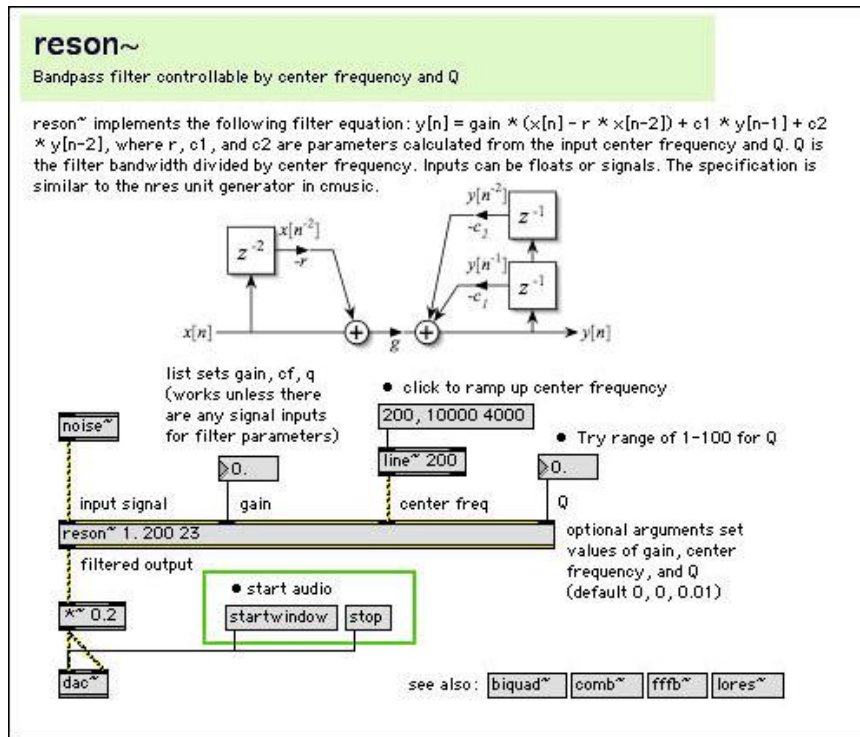 reson~
Bandpass filter controllable by center frequency and Q
reson~ implements the following filter equation: y[n] = gain * (x[n] - r * x[n-2]) + c1 * y[n-1] + c2
* y[n-2], where r, c1, and c2 are parameters calculated from the input center frequency and Q. Q is
the filter bandwidth divided by center frequency. Inputs can be floats or signals. The specification is
similar to the nres unit generator in cmusic.
y[n⁻²]
x[n⁻²]
-c₂
z⁻¹
z⁻²
-r
y[n⁻¹]
-c₁
z⁻¹
x[n]
+
g
+
y[n]
list sets gain, cf, q
(works unless there
are any signal inputs
for filter parameters)
● click to ramp up center frequency
200, 10000 4000
noise~
● Try range of 1-100 for Q
line~ 200
0.
0.
input signal
gain
center freq
Q
reson~ 1. 200 23
optional arguments set
values of gain, center
frequency, and Q
(default 0, 0, 0.01)
filtered output
● start audio
*~ 0.2
startwindow
stop
dac~
see also:
biquad~
comb~
fffb~
lores~